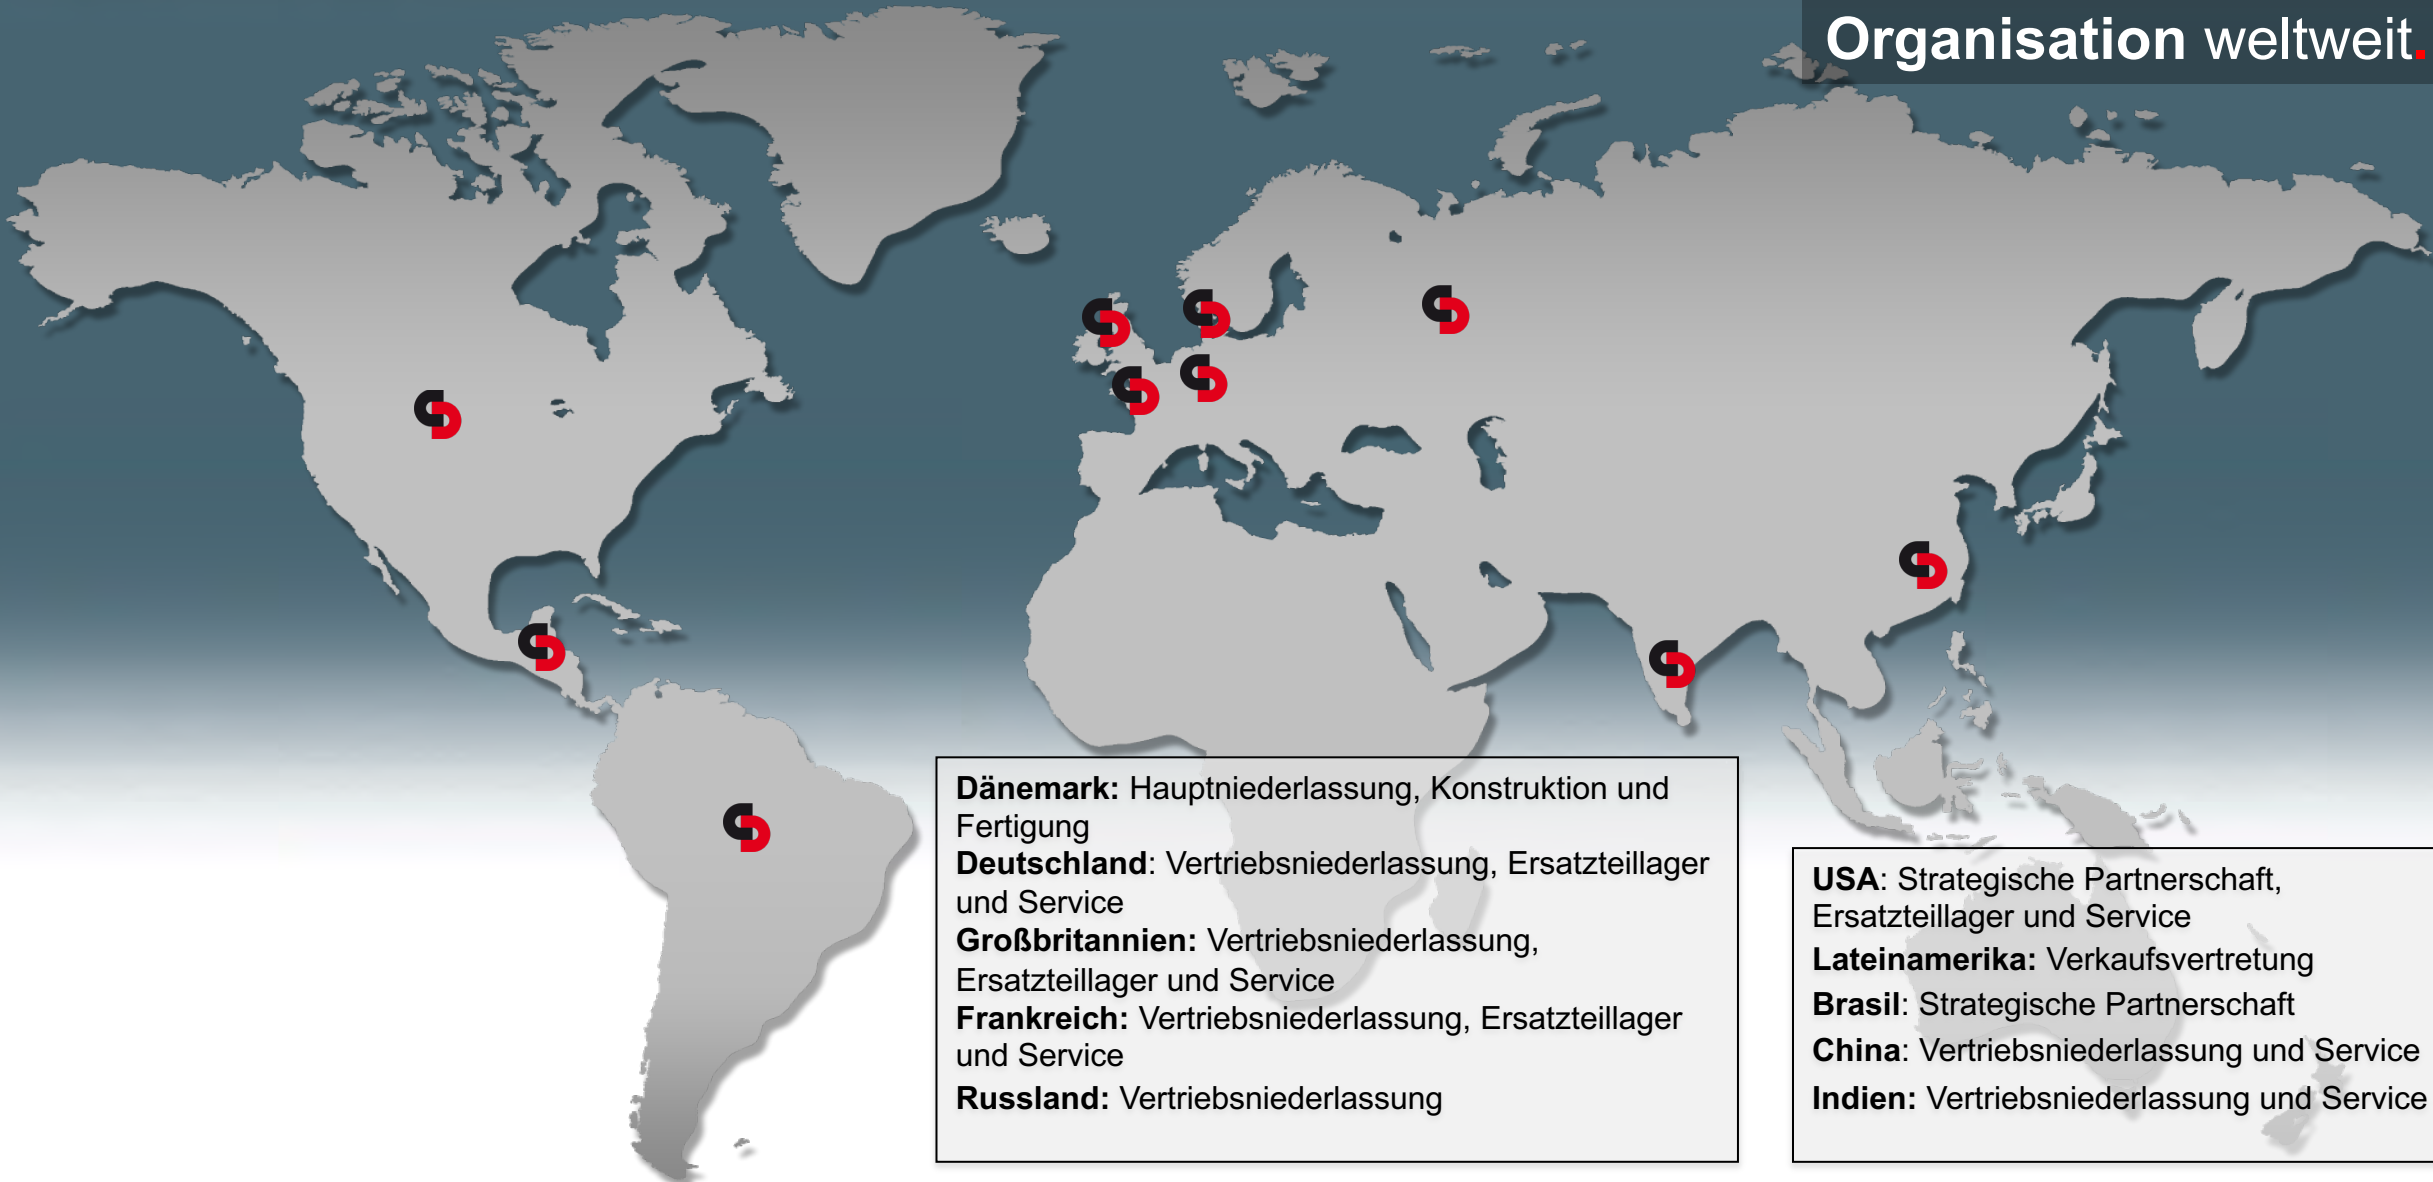 Organisation weltweit.
Dänemark: Hauptniederlassung, Konstruktion und
Fertigung
Deutschland: Vertriebsniederlassung, Ersatzteillager
und Service
Großbritannien: Vertriebsniederlassung,
Ersatzteillager und Service
Frankreich: Vertriebsniederlassung, Ersatzteillager
und Service
Russland: Vertriebsniederlassung
USA: Strategische Partnerschaft,
Ersatzteillager und Service
Lateinamerika: Verkaufsvertretung
Brasil: Strategische Partnerschaft
China: Vertriebsniederlassung und Service
Indien: Vertriebsniederlassung und Service